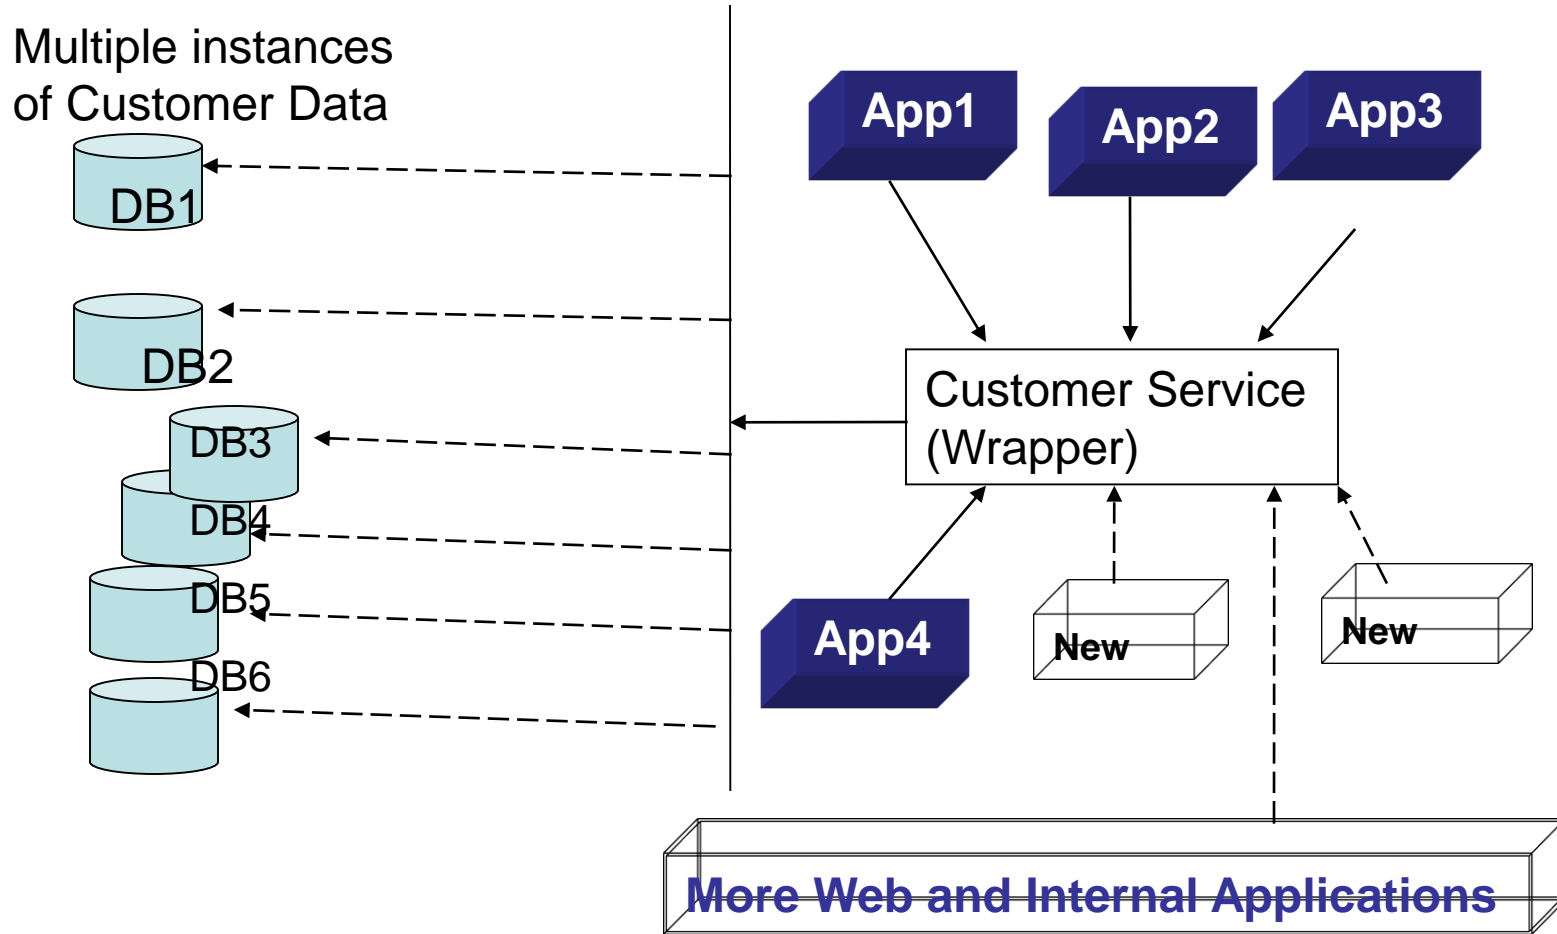 Multiple instances
of Customer Data
DB1
DB2
DB3
DB4
DB5
DB6
App1
App2
App3
Customer Service
(Wrapper)
App4
New
New
More Web and Internal Applications